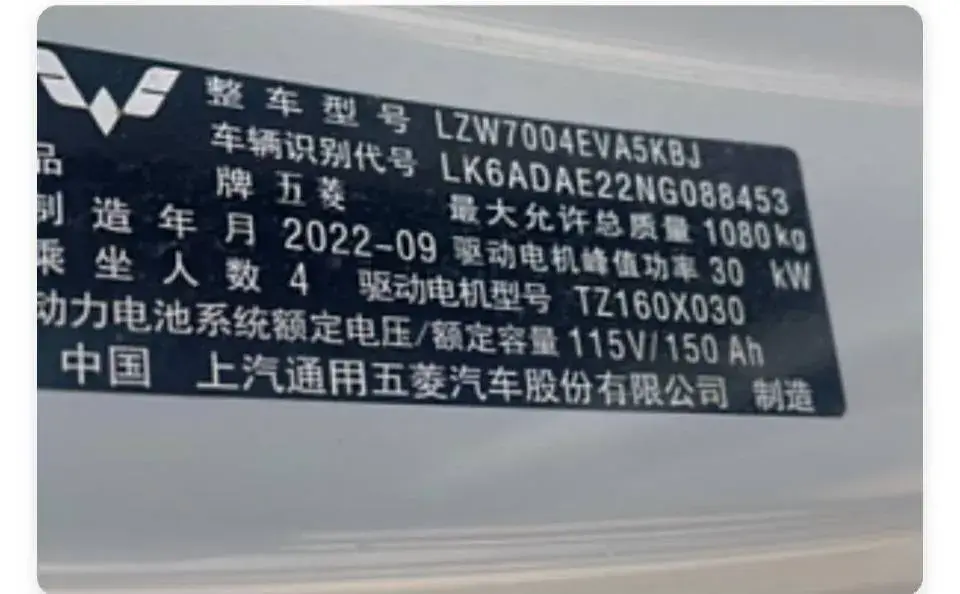 整车型号 LZW7004EVA5KBJ
车辆识别代号 LK6ADAE22NG088453
品牌 五菱 最大允许总质量 1080kg
制造年月 2022-09 驱动电机峰值功率 30 kW
乘坐人数 4 驱动电机型号 TZ160X030
动力电池系统额定电压/额定容量 115V/150Ah
中国 上汽通用五菱汽车股份有限公司 制造